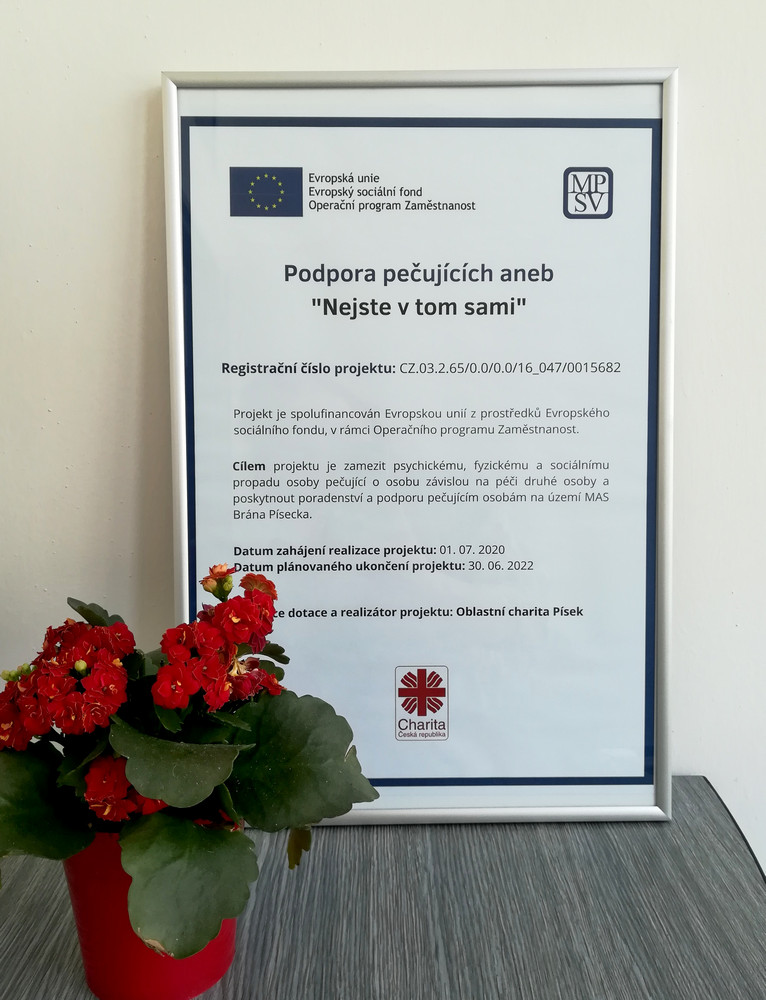 Evropská unie
Evropský sociální fond
Operační program Zaměstnanost
MP
SV
Podpora pečujících aneb
"Nejste v tom sami"
Registrační číslo projektu: CZ.03.2.65/0.0/0.0/16_047/0015682
Projekt je spolufinancován Evropskou unií z prostředků Evropského
sociálního fondu, v rámci Operačního programu Zaměstnanost.
Cílem projektu je zamezit psychickému, fyzickému a sociálnímu
propadu osoby pečující o osobu závislou na péči druhé osoby a
poskytnout poradenství a podporu pečujícím osobám na území MAS
Brána Písecka.
Datum zahájení realizace projektu: 01. 07. 2020
Datum plánovaného ukončení projektu: 30. 06. 2022
dotace a realizátor projektu: Oblastní charita Písek
Charita
Česká republika